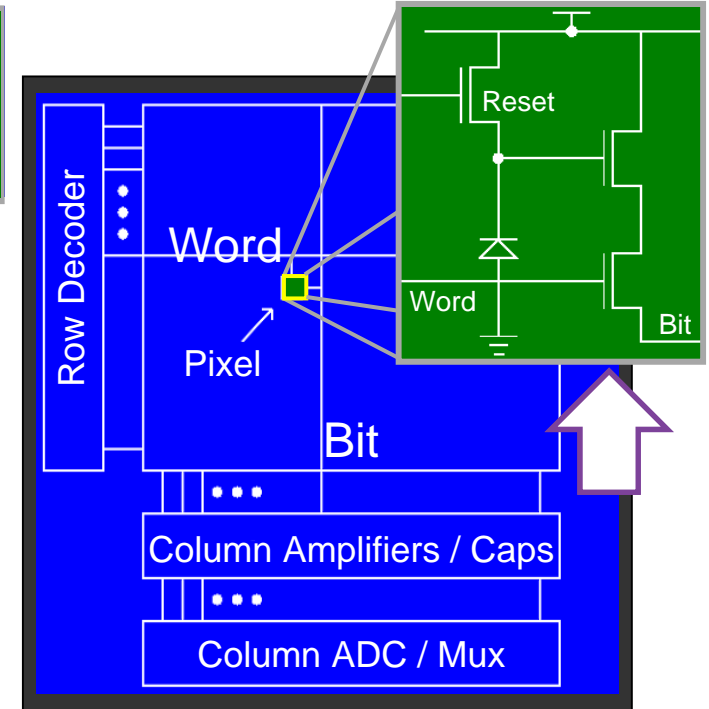 Reset
Word
Bit
Row Decoder
Word
Pixel
Bit
Column Amplifiers / Caps
Column ADC / Mux